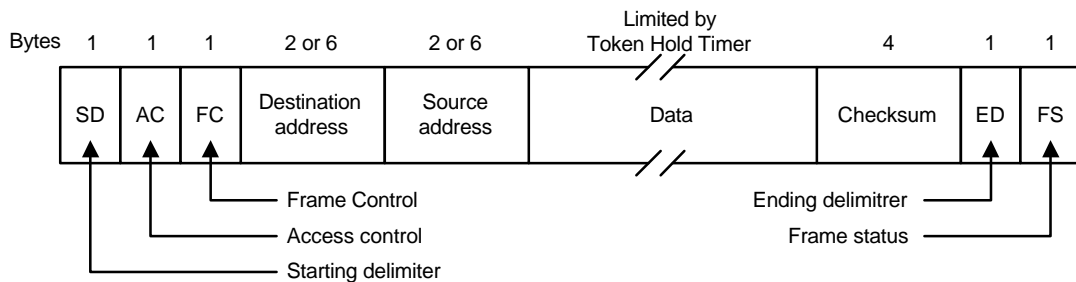 Limited by
Bytes 1 1 1 2 or 6 2 or 6 Token Hold Timer 4 1 1
SD AC FC Destination address Source address Data Checksum ED FS
Frame Control Ending delimitrer
Access control Frame status
Starting delimiter